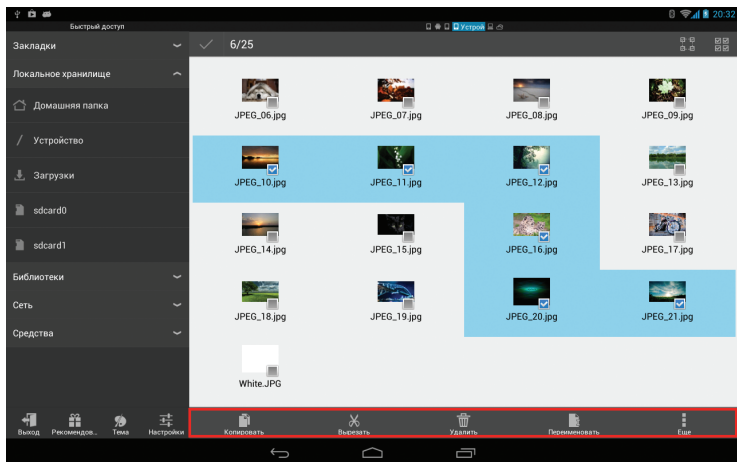 20:32
Быстрый доступ
Устрой
Закладки
6/25
Локальное хранилище
Домашняя папка
Устройство
Загрузки
sdcard0
sdcard1
Библиотеки
Сеть
Средства
JPEG_06.jpg JPEG_07.jpg JPEG_08.jpg JPEG_09.jpg
JPEG_10.jpg JPEG_11.jpg JPEG_12.jpg JPEG_13.jpg
JPEG_14.jpg JPEG_15.jpg JPEG_16.jpg JPEG_17.jpg
JPEG_18.jpg JPEG_19.jpg JPEG_20.jpg JPEG_21.jpg
White.JPG
Выход Рекомендов... Тема Настройки Копировать Вырезать Удалить Переименовать Еще